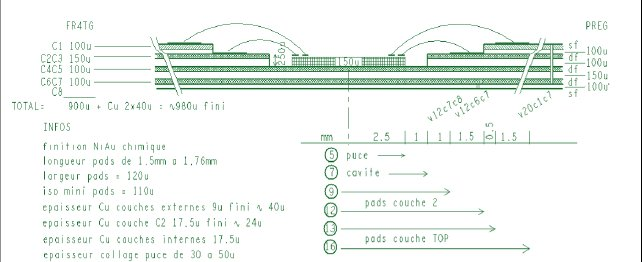 FR4TG PREG
C1 100u sf
100u
C2C3 150u 250u df
150u 100u
C4C5 100u df
150u
C6C7 100u df
100u
C8 sf
TOTAL: 900u + Cu 2x40u : ~980u fini
v12c7c8 v12c6v7 v20c1c7
INFOS
mm 2.5 1 1 1.5 0.5 1.5
finition NiAu chimique
5 puce
longueur pads de 1.5mm a 1.76mm
7 cavite
largeur pads = 120u
iso mini pads = 110u
9
epaisseur Cu couches externes 9u fini ~ 40u
12 pads couche 2
epaisseur Cu couche C2 17.5u fini ~ 24u
13
epaisseur Cu couches internes 17.5u
16 pads couche TOP
epaisseur collage puce de 30 a 50u